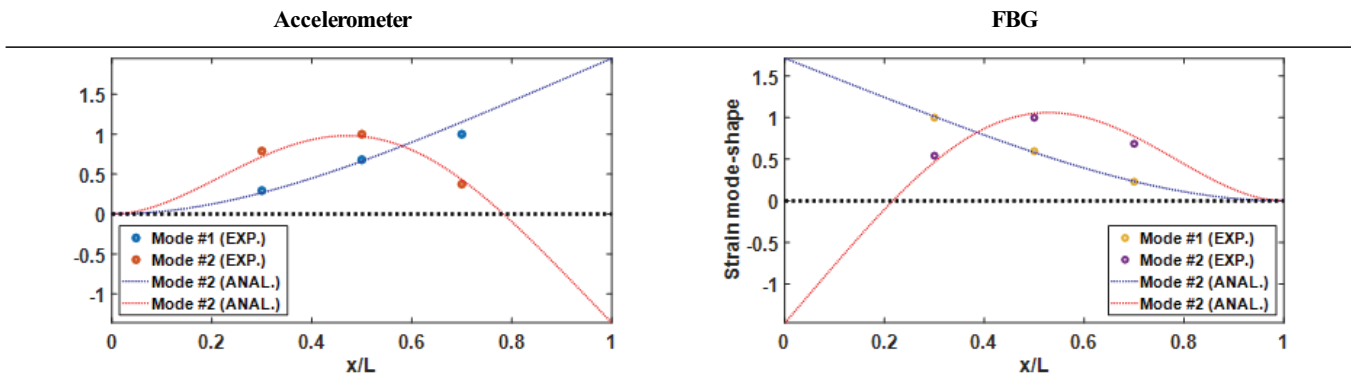 Accelerometer
FBG
1.5
1
0.5
0
-0.5
-1
Mode #1 (EXP.)
Mode #2 (EXP.)
Mode #2 (ANAL.)
Mode #2 (ANAL.)
0 0.2 0.4 0.6 0.8 1
x/L
Strain mode-shape
1.5
1
0.5
0
-0.5
-1
Mode #1 (EXP.)
Mode #2 (EXP.)
Mode #2 (ANAL.)
Mode #2 (ANAL.)
0 0.2 0.4 0.6 0.8 1
x/L